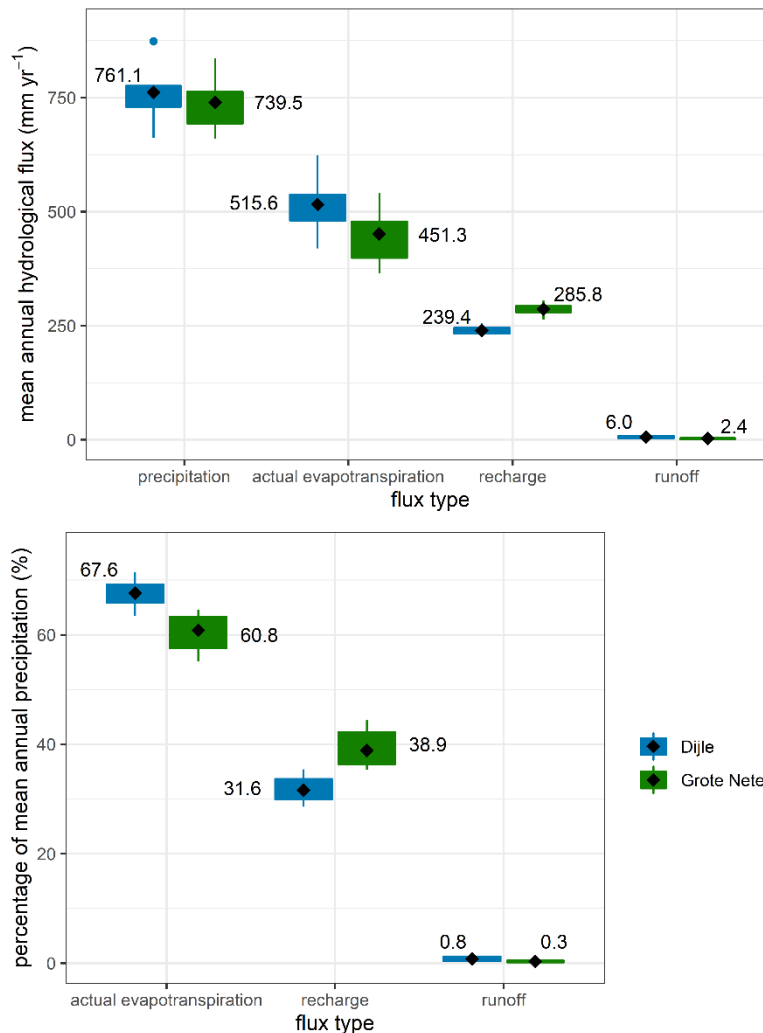 mean annual hydrological flux (mm yr⁻¹)
750
500
250
0
761.1
739.5
515.6
451.3
239.4
285.8
6.0
2.4
precipitation
actual evapotranspiration
recharge
runoff
flux type
percentage of mean annual precipitation (%)
60
40
20
0
67.6
60.8
31.6
38.9
0.8
0.3
actual evapotranspiration
recharge
runoff
flux type
Dijle
Grote Nete